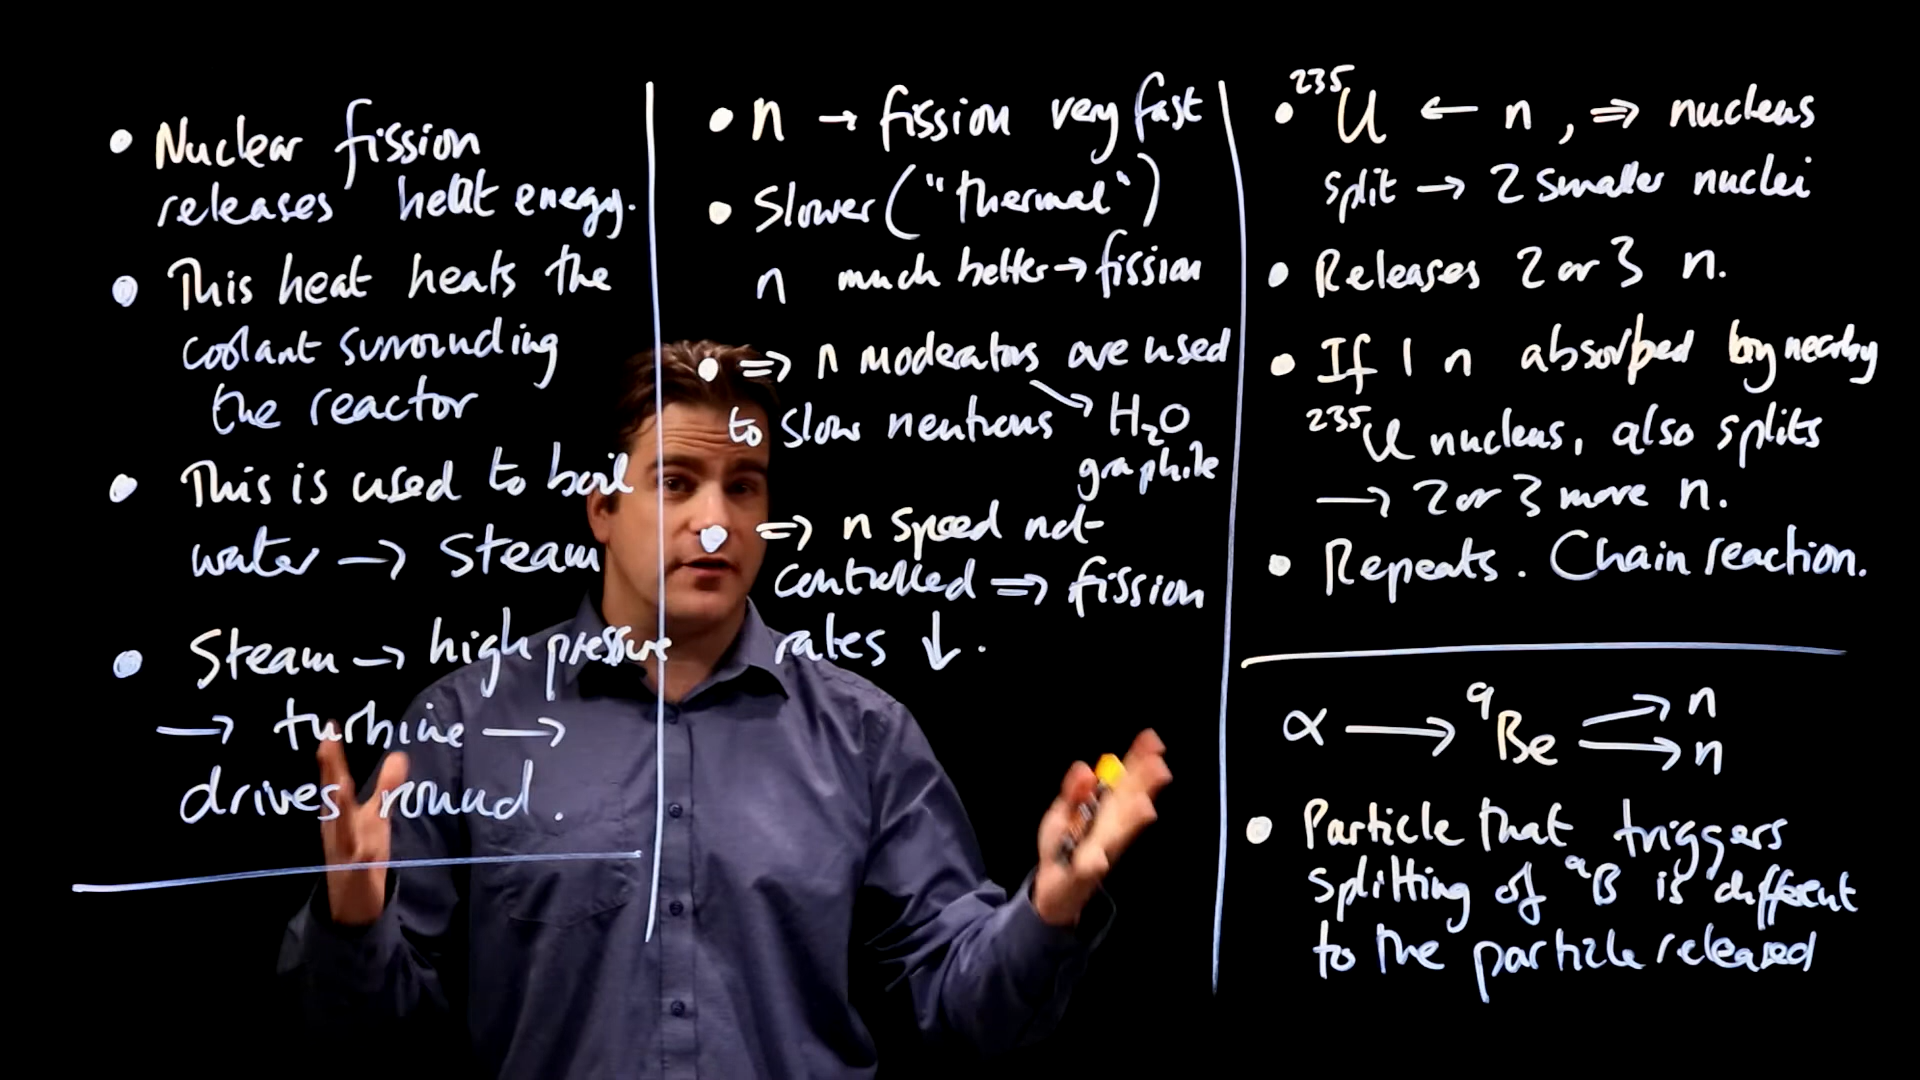 • Nuclear fission
releases heat energy.
• This heat heats the
coolant surrounding
the reactor
• This is used to boil
water → steam
• Steam → high pressure
→ turbine →
drives round.
• n → fission very fast
• Slower ("thermal")
n much better → fission
• ⇒ n moderators are used
to slow neutrons → H₂O
graphite
• ⇒ n speed not
controlled ⇒ fission
rates ↓.
• ²³⁵U ← n, ⇒ nucleus
split → 2 smaller nuclei
• Releases 2 or 3 n.
• If 1 n absorbed by nearby
²³⁵U nucleus, also splits
→ 2 or 3 more n.
• Repeats. Chain reaction.
α → ⁹Be → n
→ n
• Particle that triggers
splitting of ⁹B is different
to the particle released